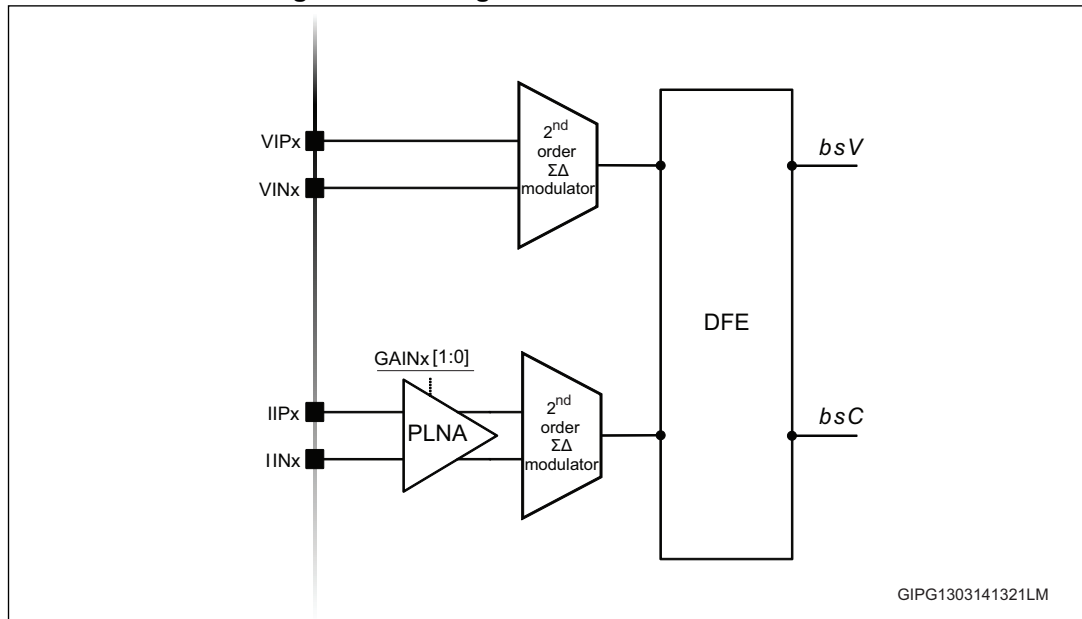 VIPx
VINx
2nd
order
ΣΔ
modulator
bsV
DFE
GAINx [1:0]
IIPx
IINx
PLNA
2nd
order
ΣΔ
modulator
bsC
GIPG1303141321LM